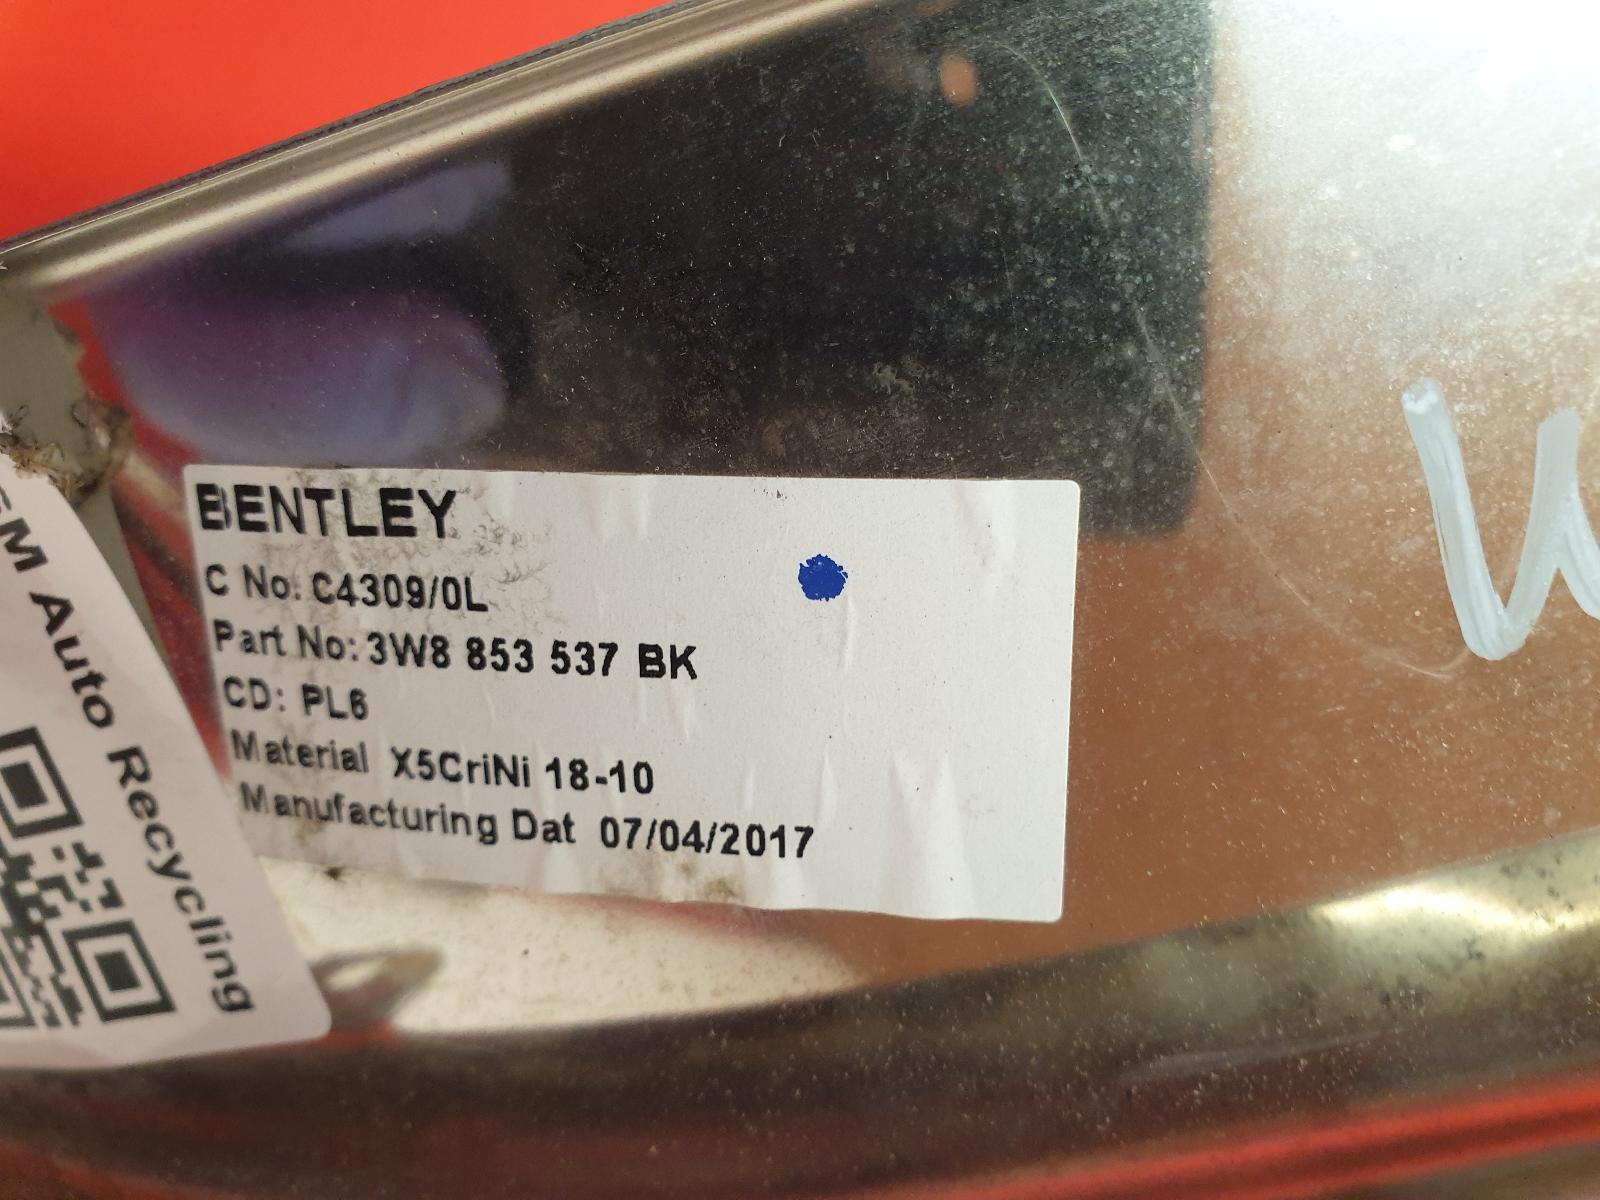 BENTLEY
C No: C4309/0L
Part No: 3W8 853 537 BK
CD: PL6
Material X5CriNi 18-10
Manufacturing Dat 07/04/2017
Auto Recycling